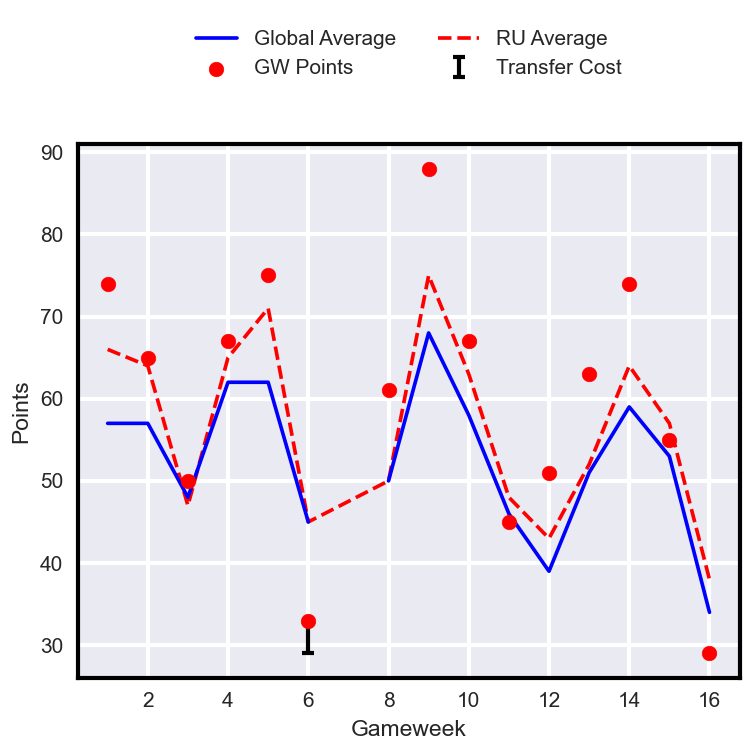 Global Average
RU Average
GW Points
Transfer Cost
90
80
70
60
50
40
30
Points
2 4 6 8 10 12 14 16
Gameweek